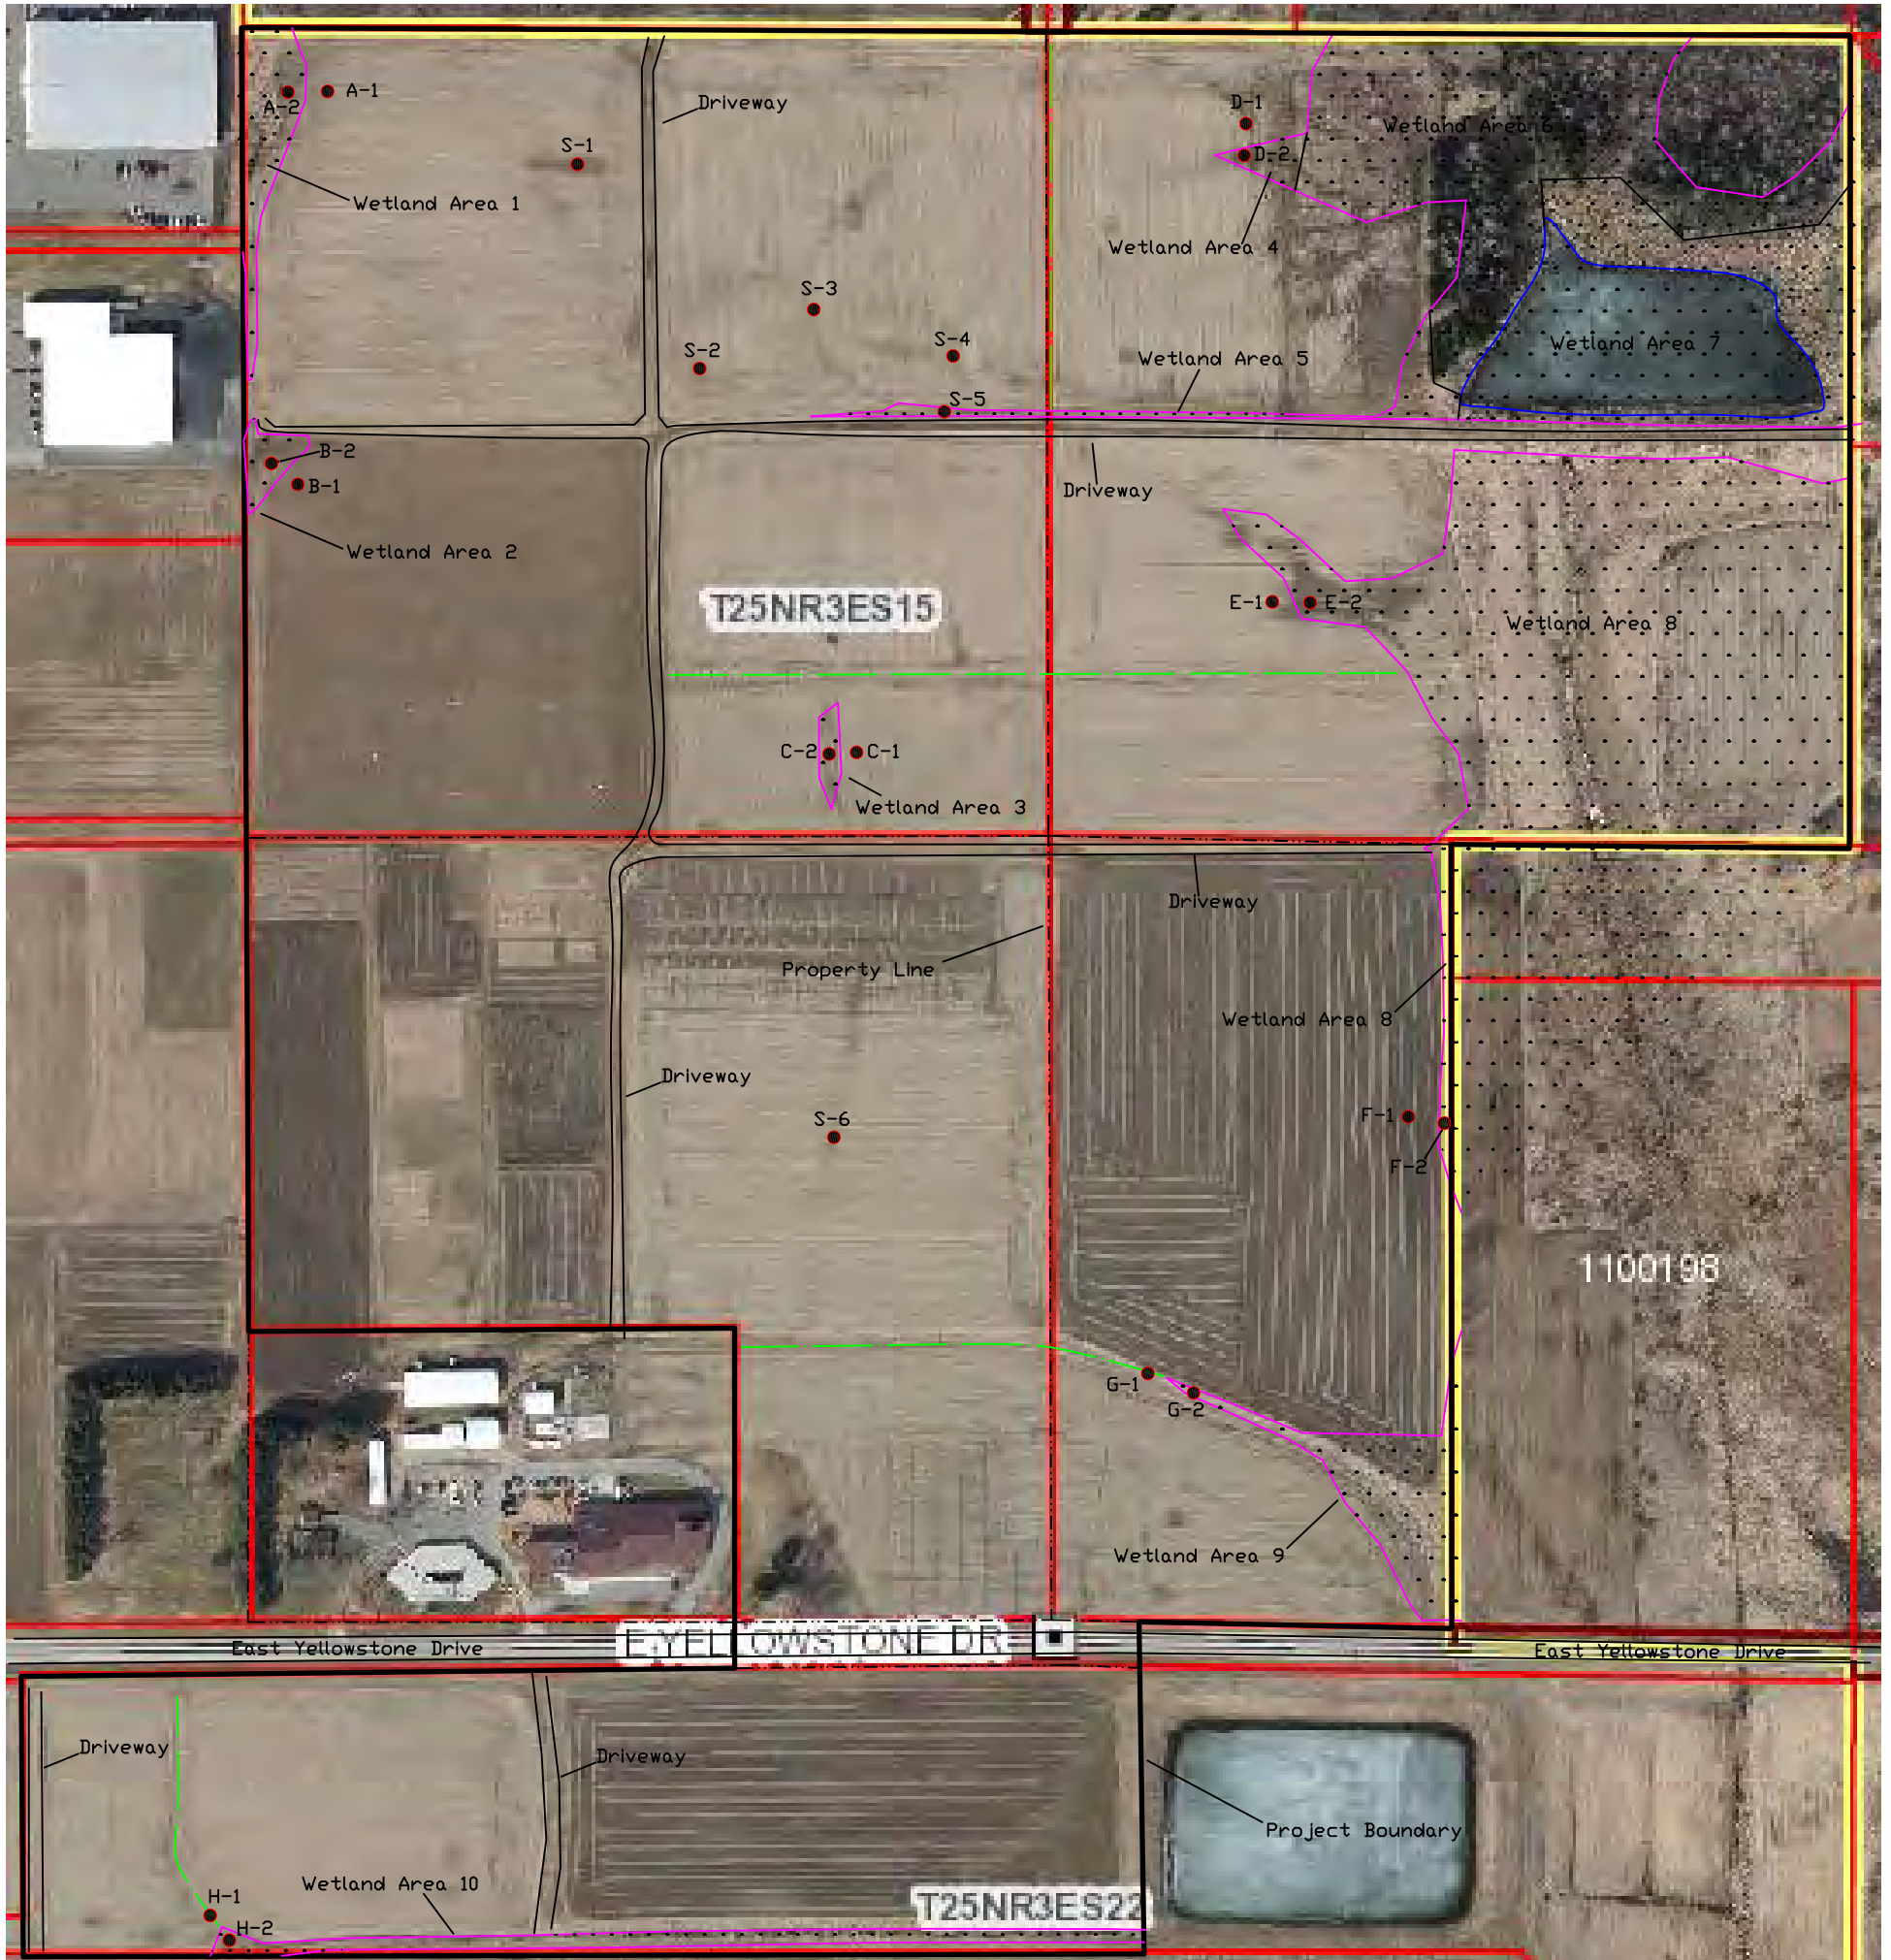 A-2
A-1
Driveway
S-1
D-1
Wetland Area 6
D-2
Wetland Area 1
Wetland Area 4
S-3
S-4
S-2
Wetland Area 5
Wetland Area 7
S-5
B-2
B-1
Driveway
Wetland Area 2
T25NR3ES15
E-1
E-2
Wetland Area 8
C-2
C-1
Wetland Area 3
Driveway
Property Line
Wetland Area 8
Driveway
S-6
F-1
F-2
1100198
G-1
G-2
Wetland Area 9
East Yellowstone Drive
E YELLOWSTONE DR
East Yellowstone Drive
Driveway
Driveway
Project Boundary
Wetland Area 10
H-1
T25NR3ES22
H-2